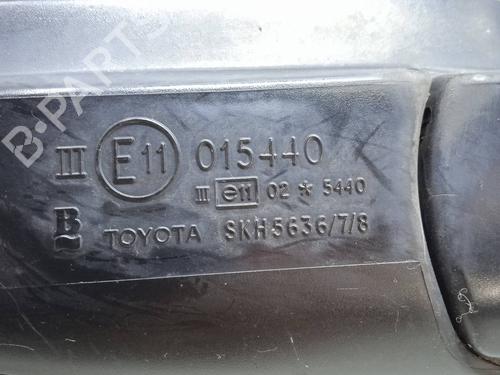 B-PARTS
III E11 015440
III e11 02 * 5440
B TOYOTA SKH5636/7/8